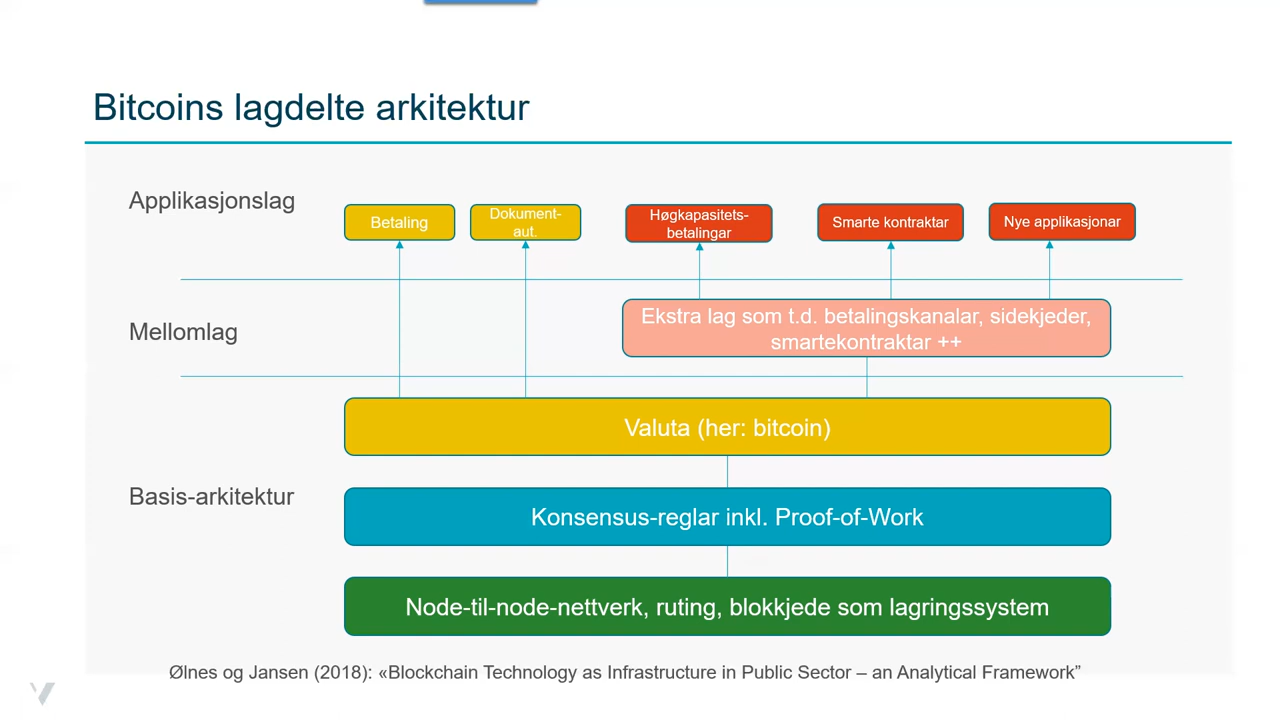 Bitcoins lagdelte arkitektur
Applikasjonslag
Betaling
Dokument-
aut.
Høgkapasitets-
betalingar
Smarte kontraktar
Nye applikasjonar
Mellomlag
Ekstra lag som t.d. betalingskanalar, sidekjeder,
smartekontraktar ++
Basis-arkitektur
Valuta (her: bitcoin)
Konsensus-reglar inkl. Proof-of-Work
Node-til-node-nettverk, ruting, blokkjede som lagringssystem
Ølnes og Jansen (2018): «Blockchain Technology as Infrastructure in Public Sector – an Analytical Framework”